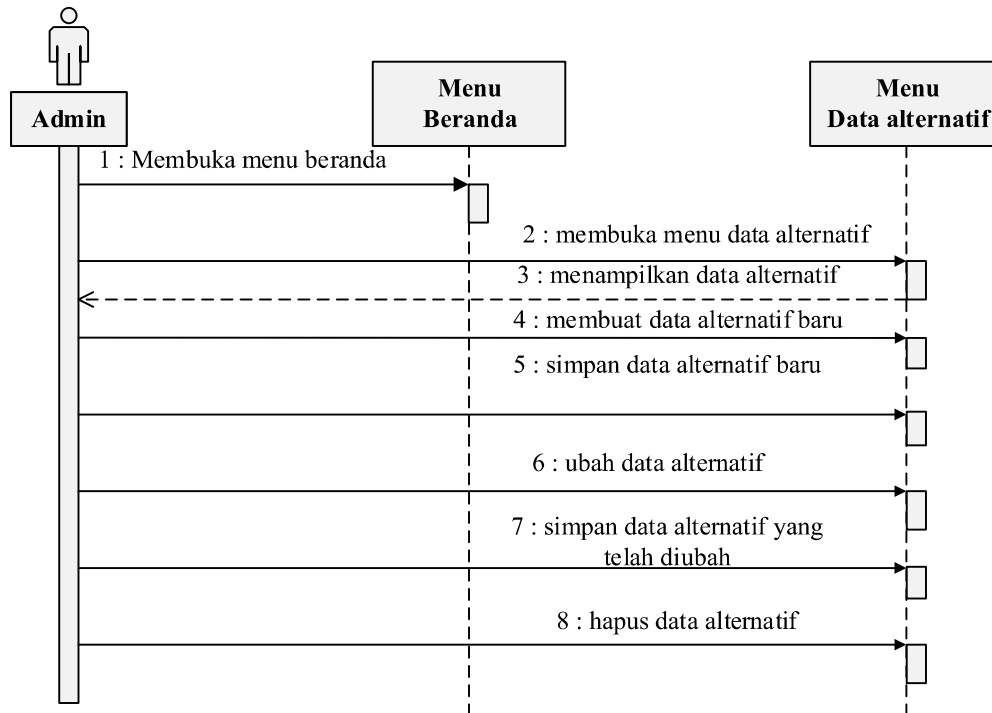 Admin
Menu
Beranda
Menu
Data alternatif
1 : Membuka menu beranda
2 : membuka menu data alternatif
3 : menampilkan data alternatif
4 : membuat data alternatif baru
5 : simpan data alternatif baru
6 : ubah data alternatif
7 : simpan data alternatif yang
telah diubah
8 : hapus data alternatif